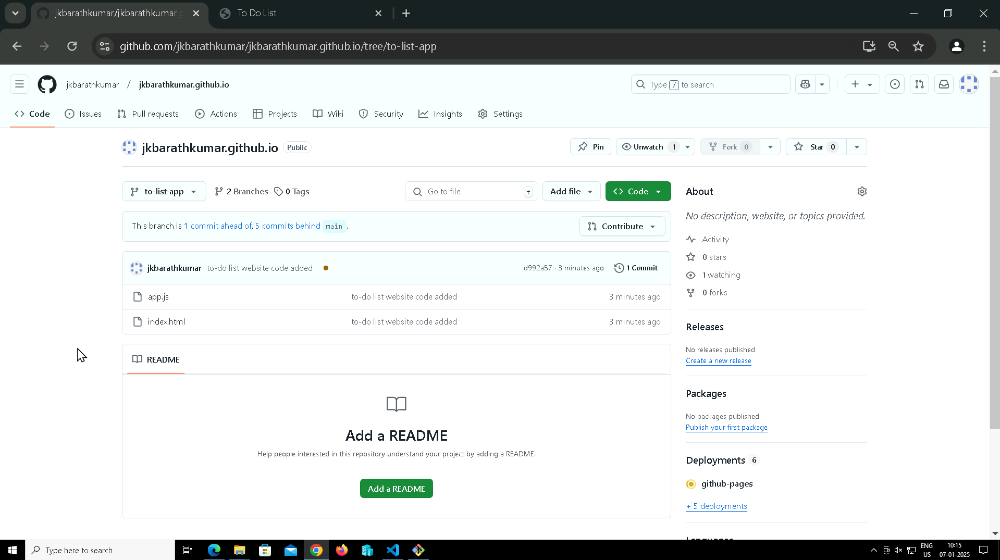 jkbarathkumar/jkbarathkumar.g
To Do List
github.com/jkbarathkumar/jkbarathkumar.github.io/tree/to-list-app
jkbarathkumar / jkbarathkumar.github.io
Type / to search
Code
Issues
Pull requests
Actions
Projects
Wiki
Security
Insights
Settings
jkbarathkumar.github.io Public
Pin
Unwatch 1
Fork 0
Star 0
to-list-app
2 Branches
0 Tags
Go to file t
Add file
Code
This branch is 1 commit ahead of, 5 commits behind main .
Contribute
jkbarathkumar to-do list website code added
d992a57 · 3 minutes ago
1 Commit
app.js to-do list website code added 3 minutes ago
index.html to-do list website code added 3 minutes ago
README
Add a README
Help people interested in this repository understand your project by adding a README.
Add a README
About
No description, website, or topics provided.
Activity
0 stars
1 watching
0 forks
Releases
No releases published
Create a new release
Packages
No packages published
Publish your first package
Deployments 6
github-pages
+ 5 deployments
Languages
Type here to search
ENG
US
10:15
07-01-2025